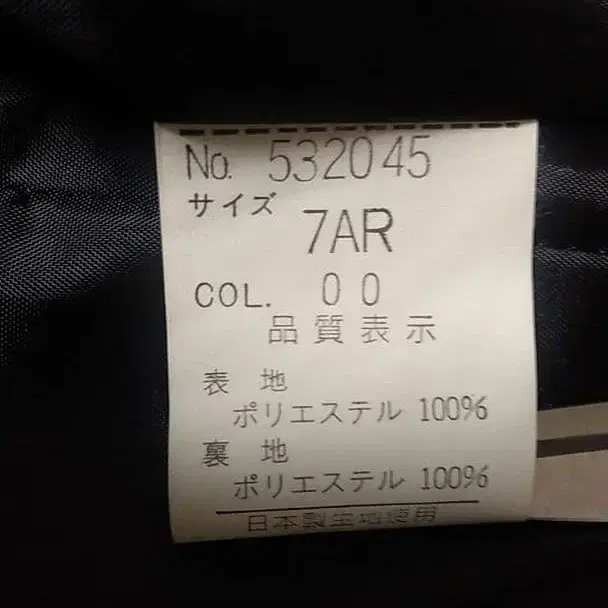 No. 532045
サイズ
7AR
COL. 00
品質表示
表地
ポリエステル 100%
裏地
ポリエステル 100%
日本製生地使用